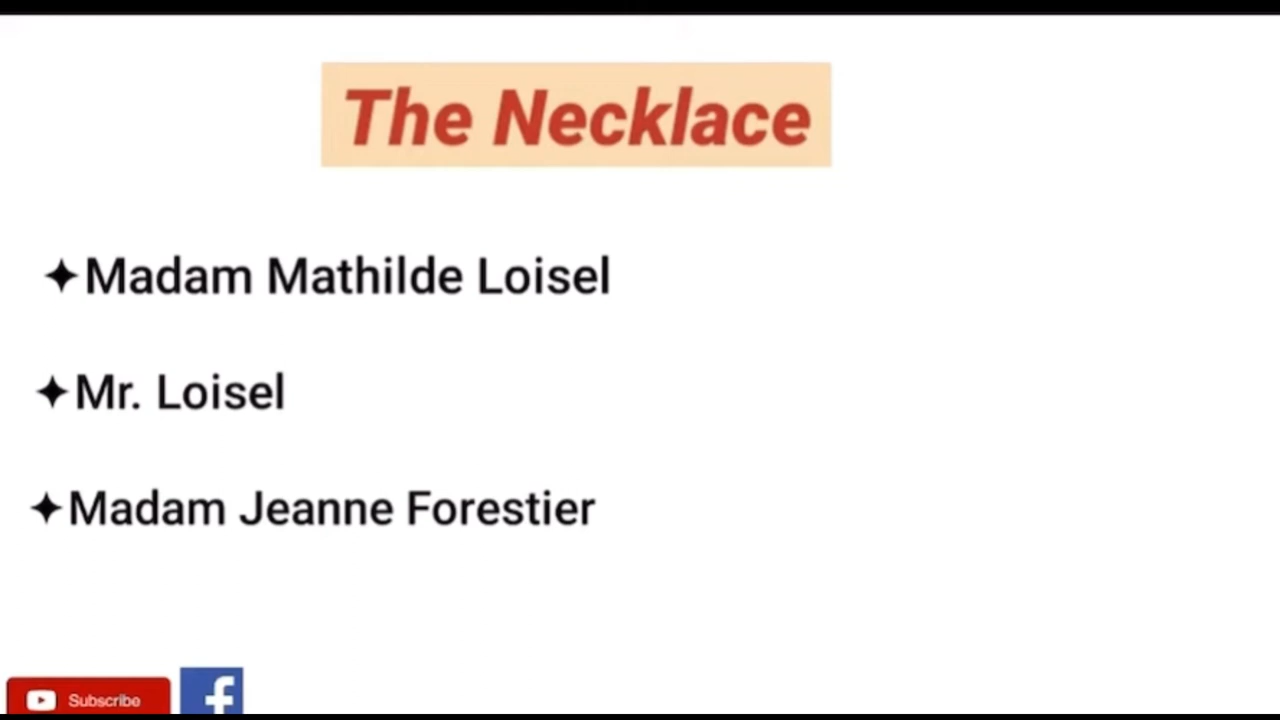 The Necklace
✦Madam Mathilde Loisel
✦Mr. Loisel
✦Madam Jeanne Forestier
Subscribe